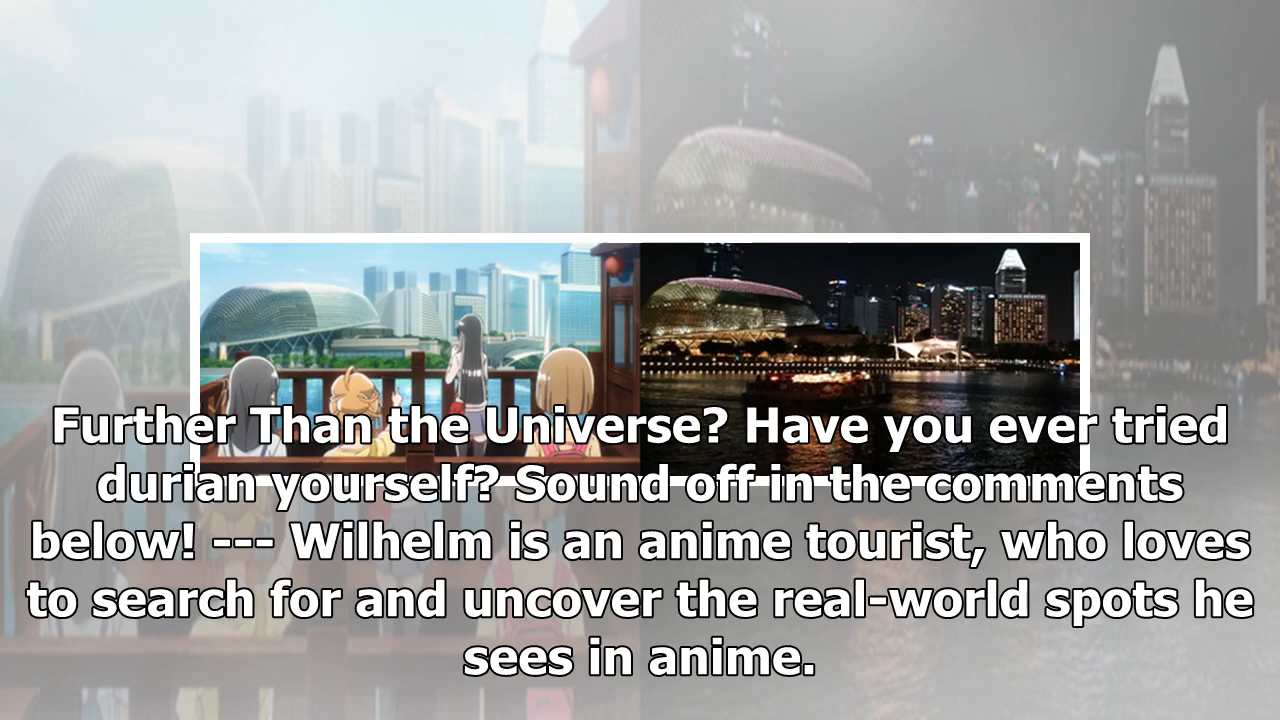 Further Than the Universe? Have you ever tried
durian yourself? Sound off in the comments
below! --- Wilhelm is an anime tourist, who loves
to search for and uncover the real-world spots he
sees in anime.